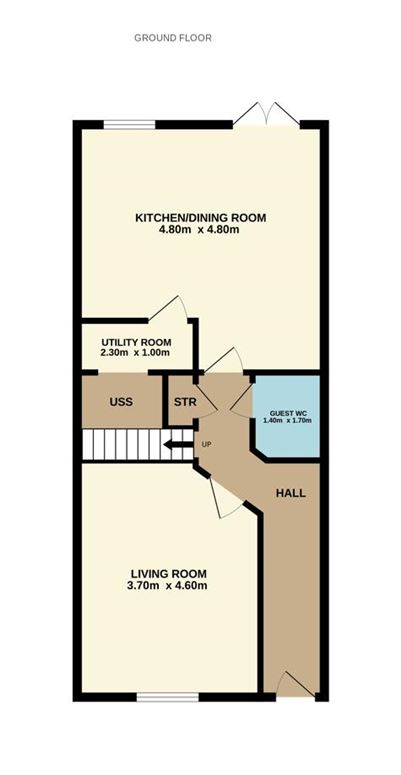 GROUND FLOOR
KITCHEN/DINING ROOM
4.80m x 4.80m
UTILITY ROOM
2.30m x 1.00m
USS
STR
GUEST WC
1.40m x 1.70m
UP
HALL
LIVING ROOM
3.70m x 4.60m